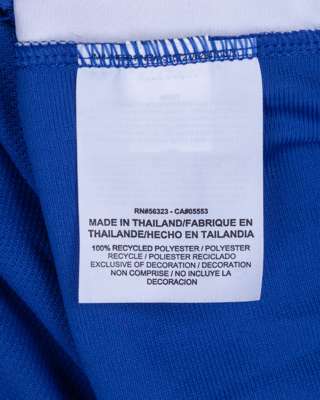 RN#56323 - CA#05553
MADE IN THAILAND/FABRIQUE EN
THAILANDE/HECHO EN TAILANDIA
100% RECYCLED POLYESTER / POLYESTER
RECYCLE / POLIESTER RECICLADO
EXCLUSIVE OF DECORATION / DECORATION
NON COMPRISE / NO INCLUYE LA
DECORACION